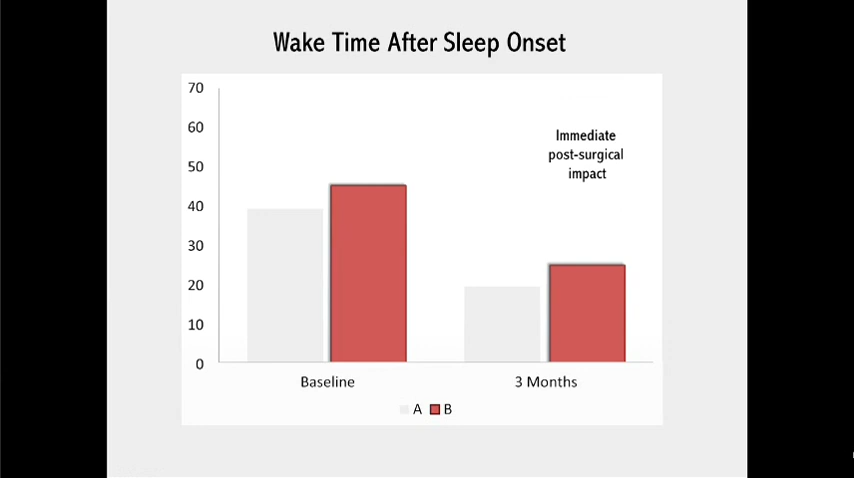 Wake Time After Sleep Onset
70
60
50
40
30
20
10
0
Immediate
post-surgical
impact
Baseline
3 Months
A B